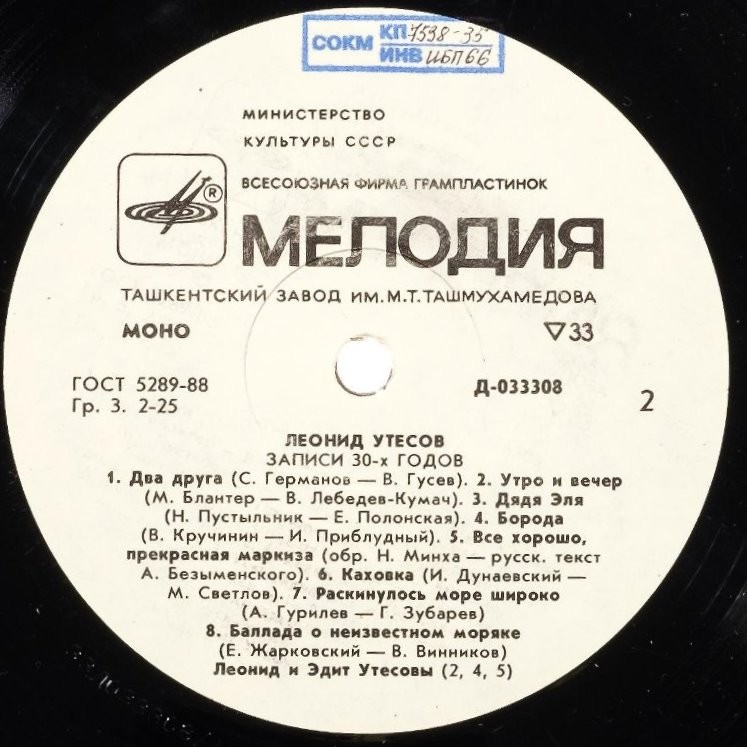 СОКМ КП 7538-35
ИНВ ИБП66
МИНИСТЕРСТВО
КУЛЬТУРЫ СССР
ВСЕСОЮЗНАЯ ФИРМА ГРАМПЛАСТИНОК
®
МЕЛОДИЯ
ТАШКЕНТСКИЙ ЗАВОД ИМ. М.Т.ТАШМУХАМЕДОВА
МОНО ▽33
ГОСТ 5289-88 Д-033308
Гр. 3. 2-25 2
ЛЕОНИД УТЕСОВ
ЗАПИСИ 30-х ГОДОВ
1. Два друга (С. Германов — В. Гусев). 2. Утро и вечер
(М. Блантер — В. Лебедев-Кумач). 3. Дядя Эля
(Н. Пустыльник — Е. Полонская). 4. Борода
(В. Кручинин — И. Приблудный). 5. Все хорошо,
прекрасная маркиза (обр. Н. Минха — русск. текст
А. Безыменского). 6. Каховка (И. Дунаевский —
М. Светлов). 7. Раскинулось море широко
(А. Гурилев — Г. Зубарев)
8. Баллада о неизвестном моряке
(Е. Жарковский — В. Винников)
Леонид и Эдит Утесовы (2, 4, 5)